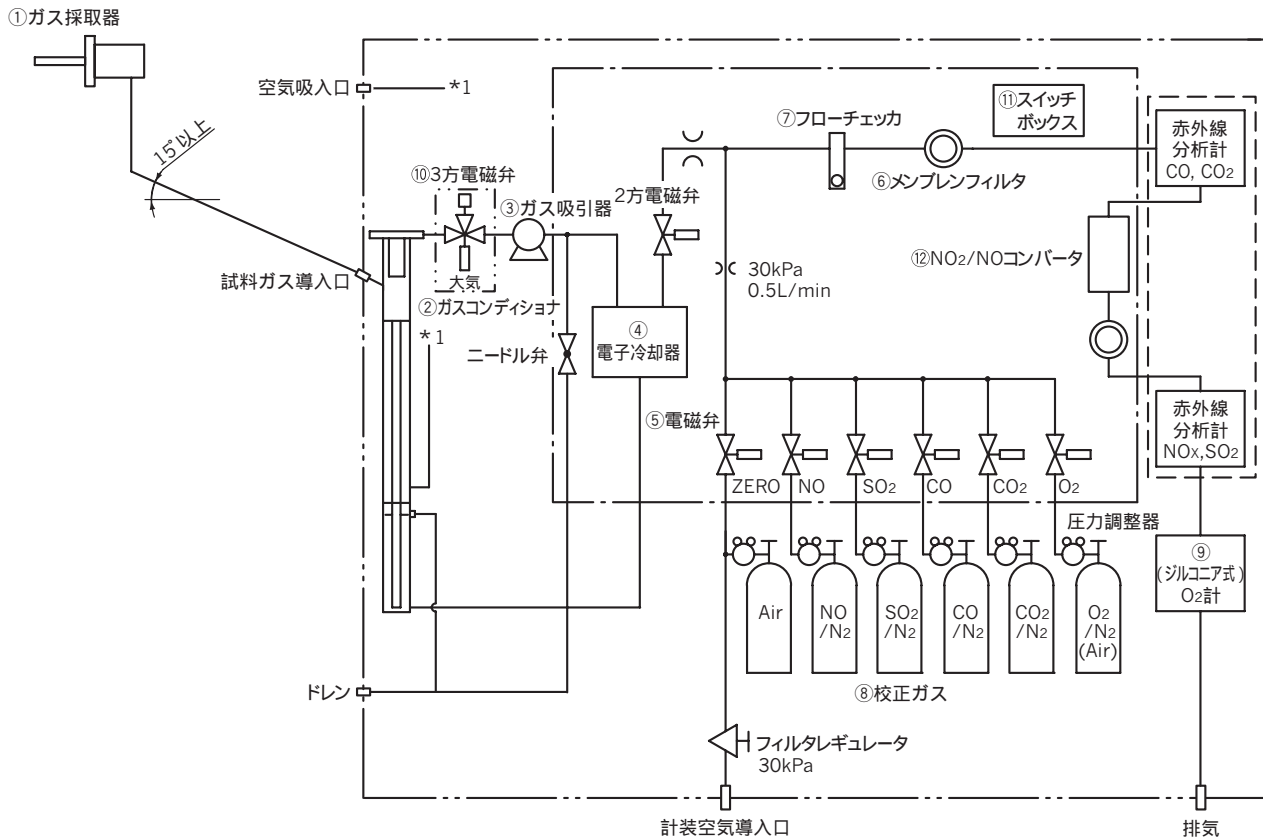 ①ガス採取器
空気吸入口
*1
15°以上
試料ガス導入口
⑩3方電磁弁
大気
②ガスコンディショナ
*1
③ガス吸引器
ニードル弁
④
電子冷却器
2方電磁弁
⑦フローチェッカ
⑥メンブレンフィルタ
⑪スイッチ
ボックス
30kPa
0.5L/min
赤外線
分析計
CO, CO2
⑫NO2/NOコンバータ
赤外線
分析計
NOx,SO2
⑤電磁弁
ZERO
NO
SO2
CO
CO2
O2
圧力調整器
Air
NO
/N2
SO2
/N2
CO
/N2
CO2
/N2
O2
/N2
(Air)
⑧校正ガス
⑨
(ジルコニア式)
O2計
ドレン
フィルタレギュレータ
30kPa
計装空気導入口
排気